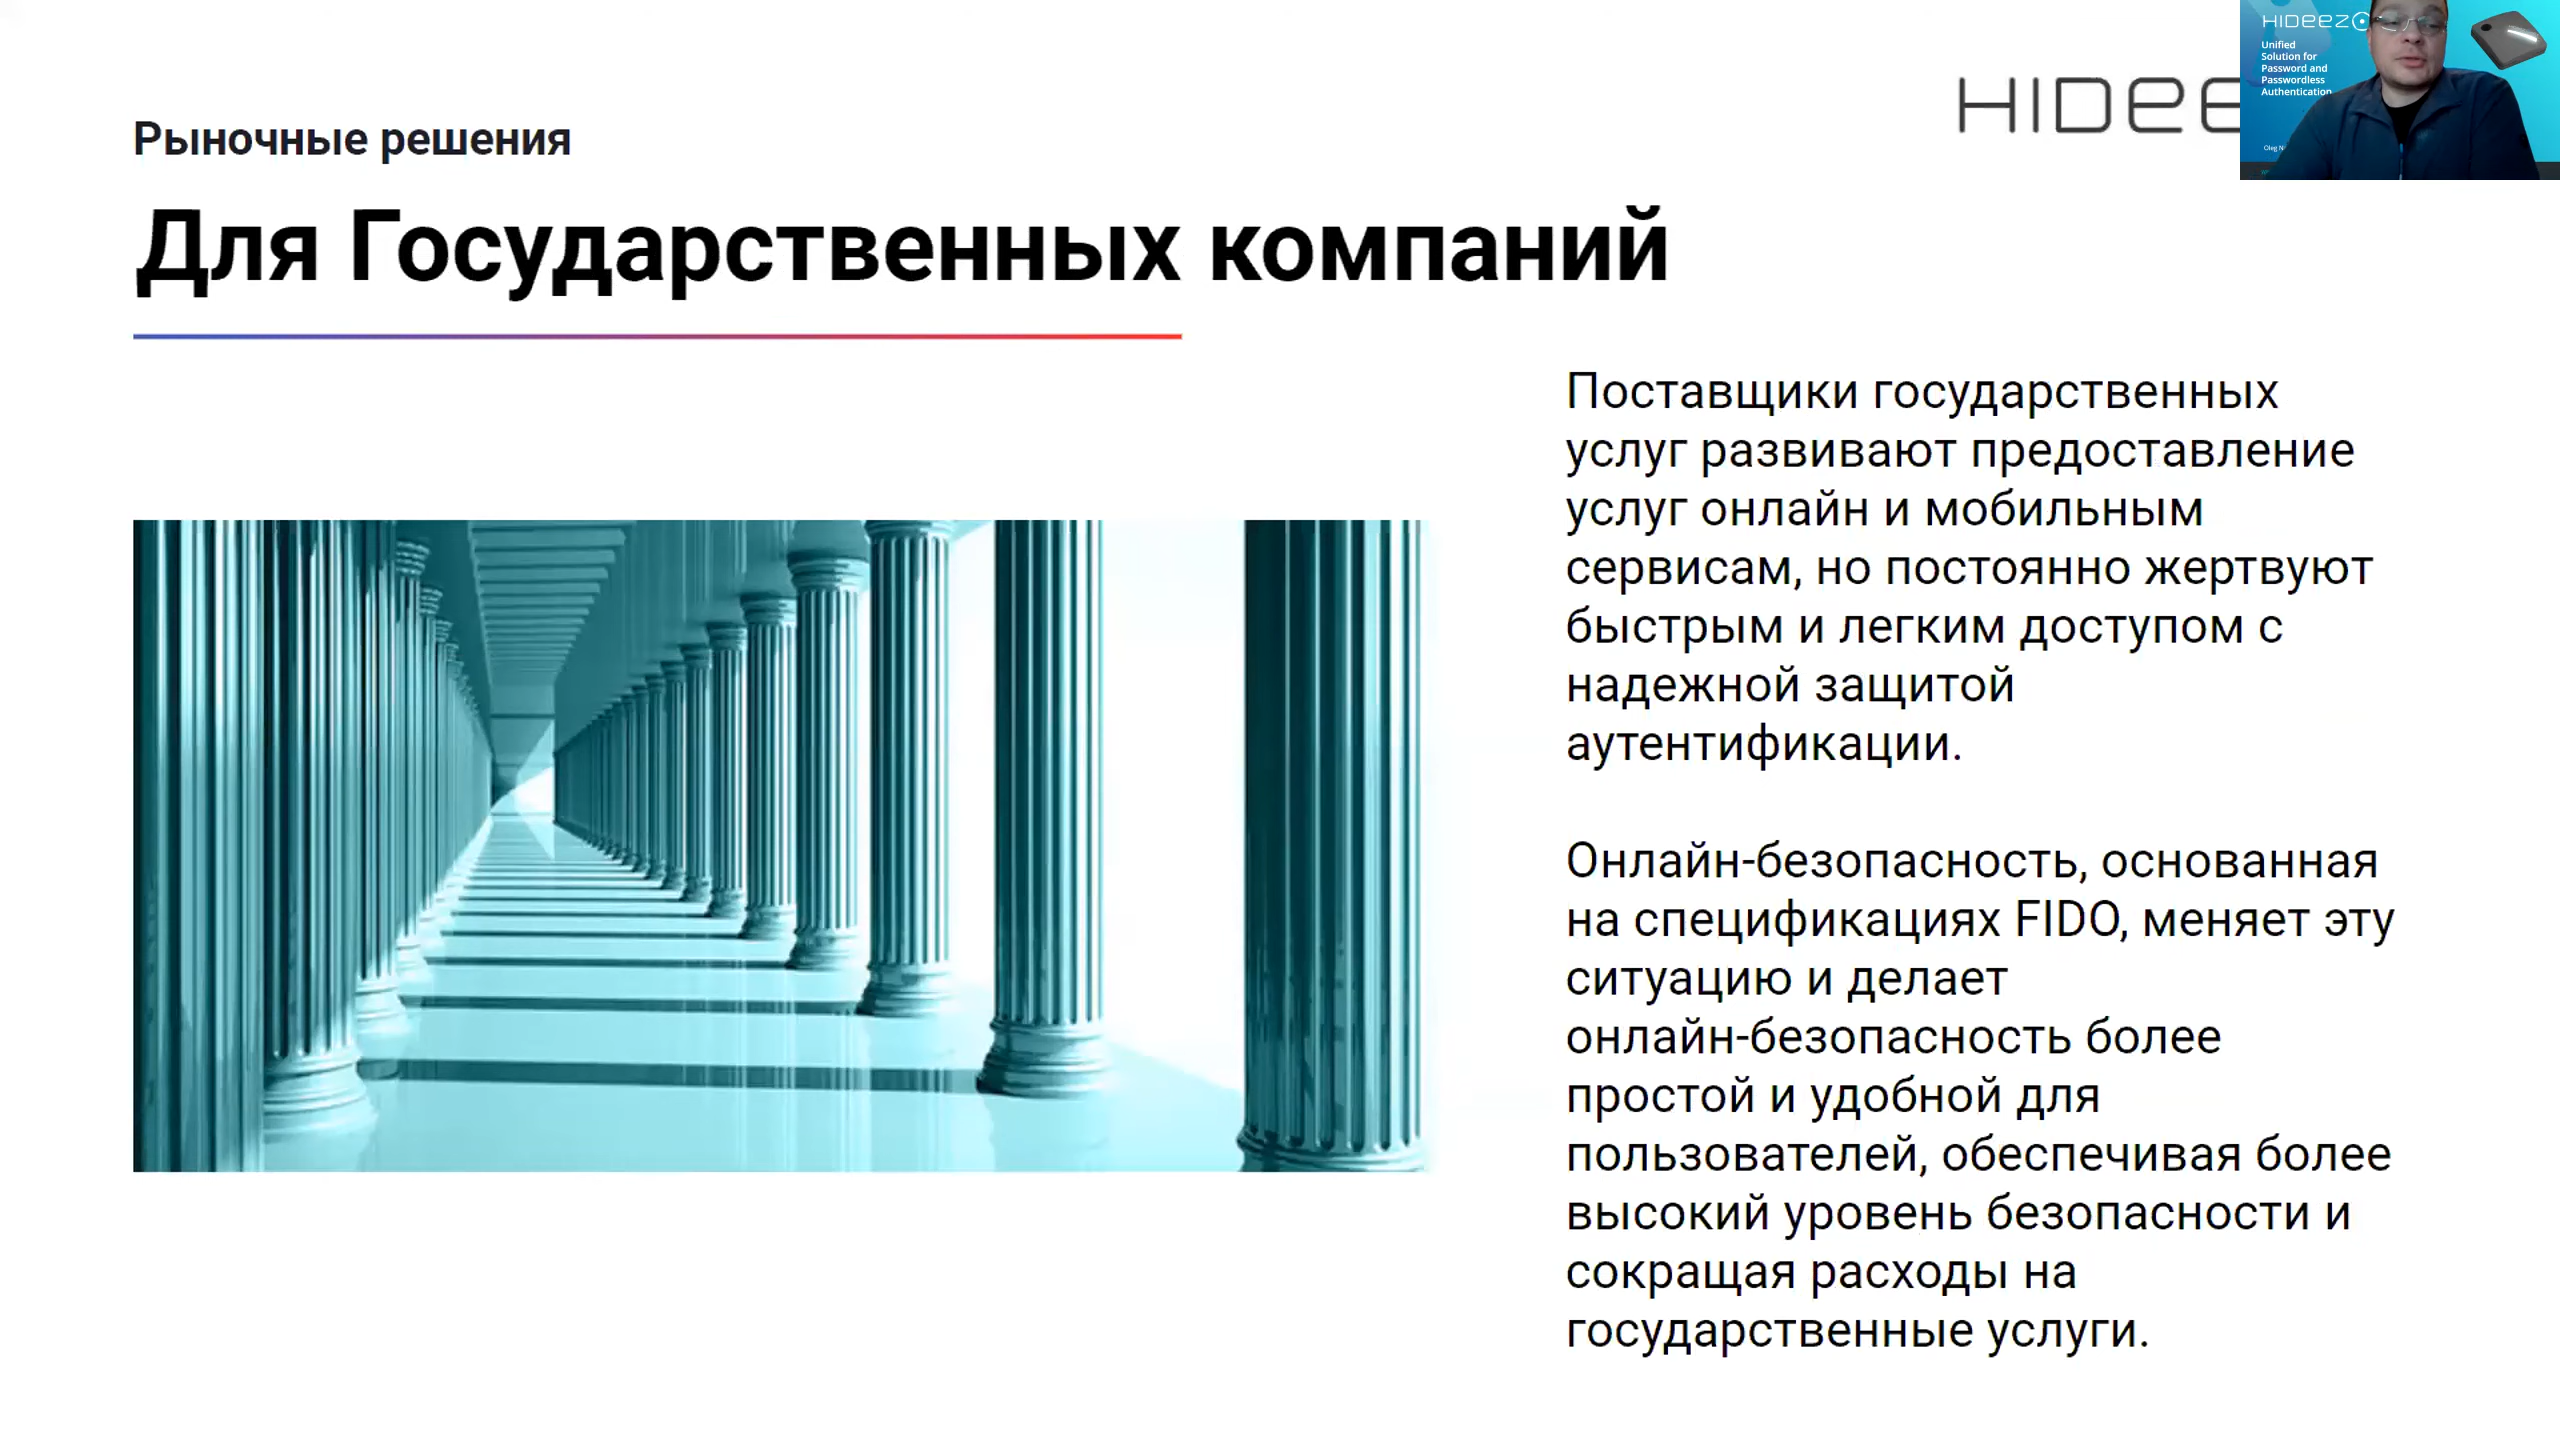 Рыночные решения
HIDEE
Для Государственных компаний
Поставщики государственных
услуг развивают предоставление
услуг онлайн и мобильным
сервисам, но постоянно жертвуют
быстрым и легким доступом с
надежной защитой
аутентификации.
Онлайн-безопасность, основанная
на спецификациях FIDO, меняет эту
ситуацию и делает
онлайн-безопасность более
простой и удобной для
пользователей, обеспечивая более
высокий уровень безопасности и
сокращая расходы на
государственные услуги.
HIDEEZ
Unified
Solution for
Password and
Passwordless
Authentication
Oleg